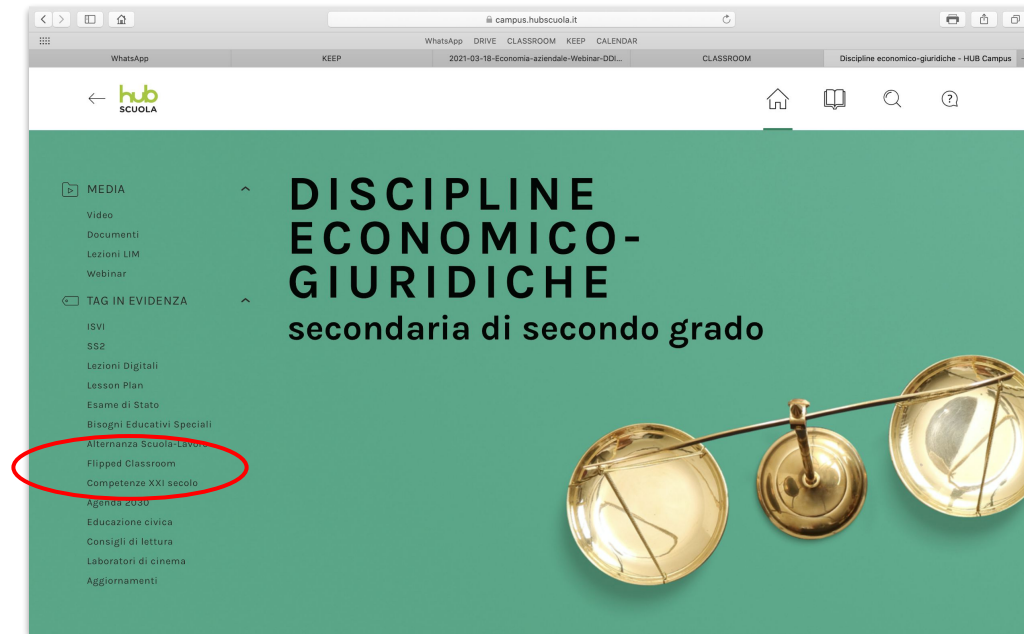 campus.hubscuola.it
WhatsApp DRIVE CLASSROOM KEEP CALENDAR
WhatsApp KEEP 2021-03-18-Economia-aziendale-Webinar-DDI... CLASSROOM Discipline economico-giuridiche - HUB Campus
hub
SCUOLA
MEDIA
Video
Documenti
Lezioni LIM
Webinar
TAG IN EVIDENZA
ISVI
SS2
Lezioni Digitali
Lesson Plan
Esame di Stato
Bisogni Educativi Speciali
Alternanza Scuola-Lavoro
Flipped Classroom
Competenze XXI secolo
Agenda 2030
Educazione civica
Consigli di lettura
Laboratori di cinema
Aggiornamenti
DISCIPLINE
ECONOMICO-
GIURIDICHE
secondaria di secondo grado